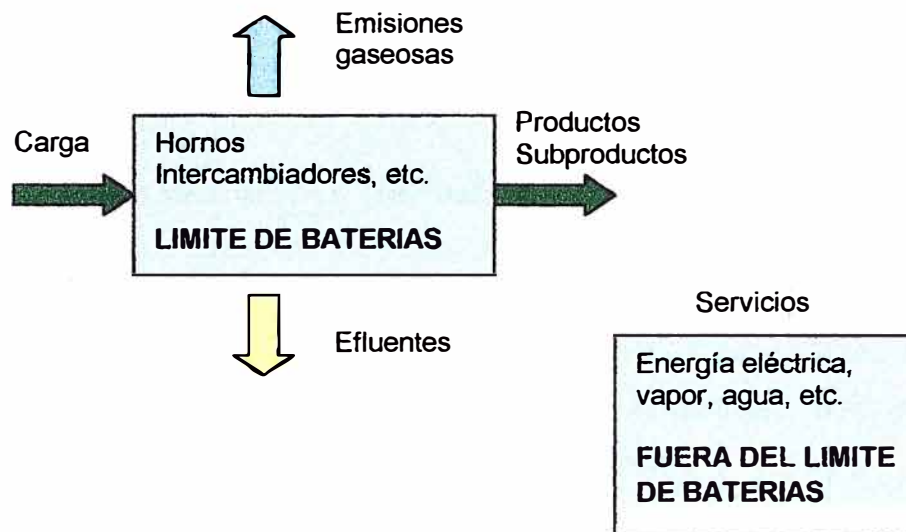 Emisiones
gaseosas
Carga
Hornos
Intercambiadores, etc.
LIMITE DE BATERIAS
Productos
Subproductos
Efluentes
Servicios
Energía eléctrica,
vapor, agua, etc.
FUERA DEL LIMITE
DE BATERIAS